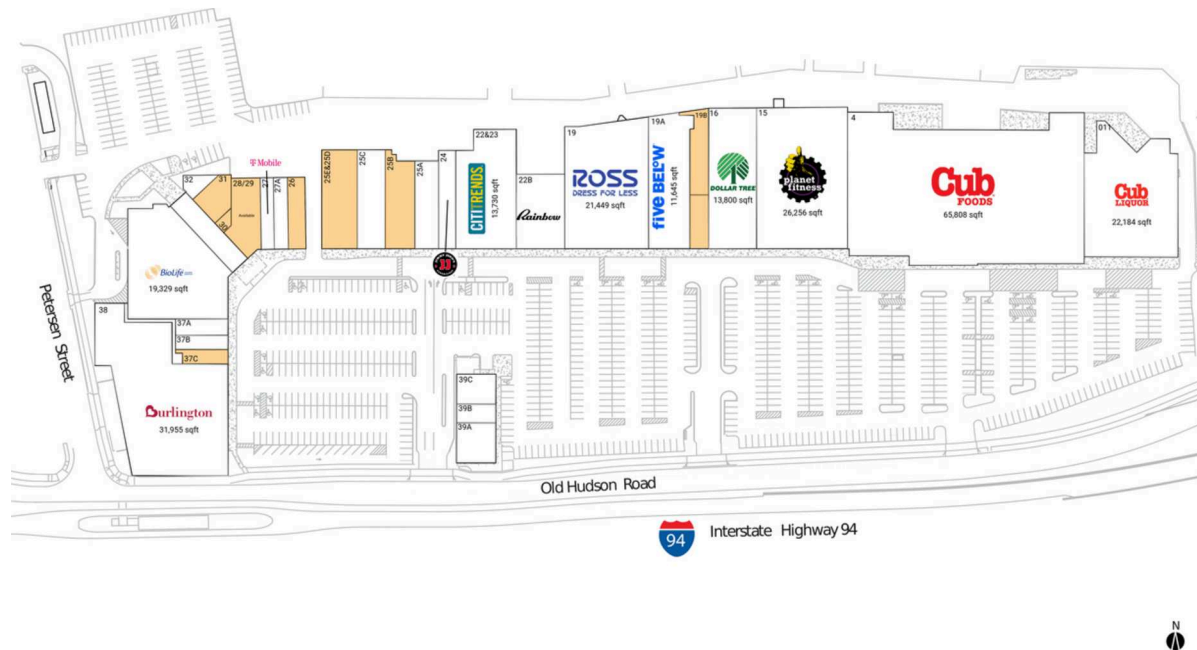 T Mobile
32
31
30
28/29
Available
27
27A
26
25E&25D
25C
25B
25A
24
22&23
CITITRENDS
13,730 sqft
22B
Rainbow
19
ROSS
DRESS FOR LESS
21,449 sqft
19A
five BELOW
11,645 sqft
19B
16
DOLLAR TREE
13,800 sqft
15
planet
fitness
26,256 sqft
4
Cub
FOODS
65,808 sqft
011
Cub
LIQUOR
22,184 sqft
BioLife
19,329 sqft
38
37A
37B
37C
Burlington
31,955 sqft
JJ
39C
39B
39A
Petersen Street
Old Hudson Road
94
Interstate Highway 94
N